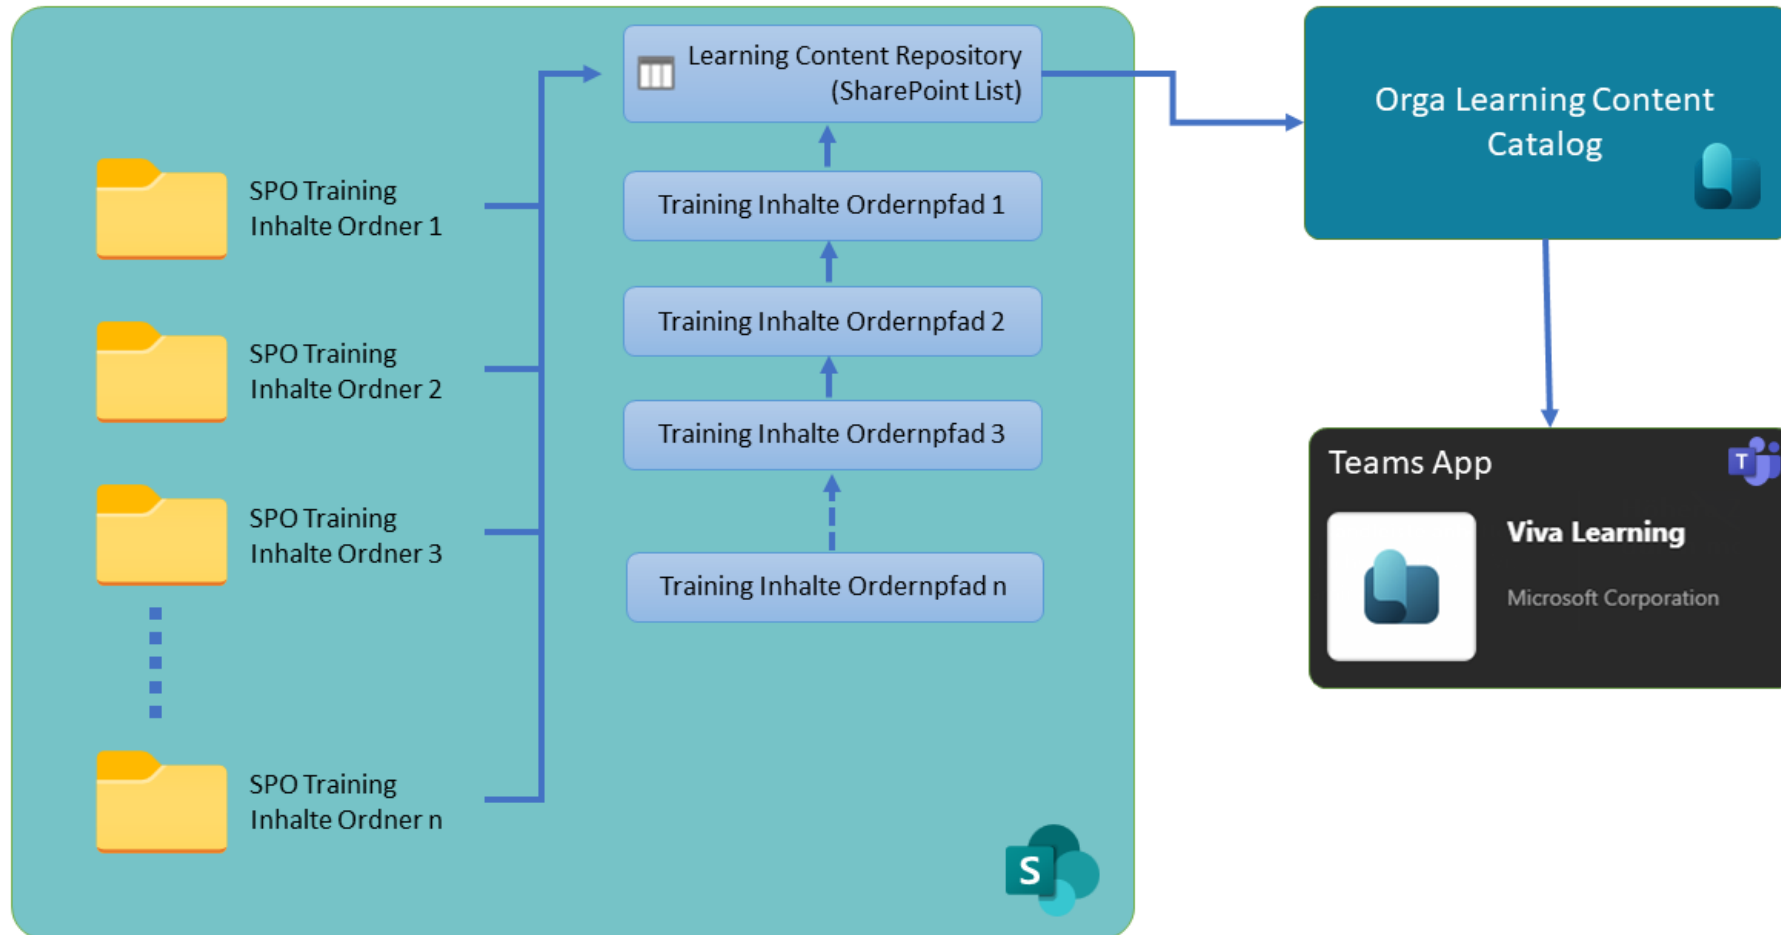 Learning Content Repository
(SharePoint List)
SPO Training
Inhalte Ordner 1
SPO Training
Inhalte Ordner 2
SPO Training
Inhalte Ordner 3
SPO Training
Inhalte Ordner n
Training Inhalte Ordernpfad 1
Training Inhalte Ordernpfad 2
Training Inhalte Ordernpfad 3
Training Inhalte Ordernpfad n
S
Orga Learning Content
Catalog
Teams App
T
Viva Learning
Microsoft Corporation